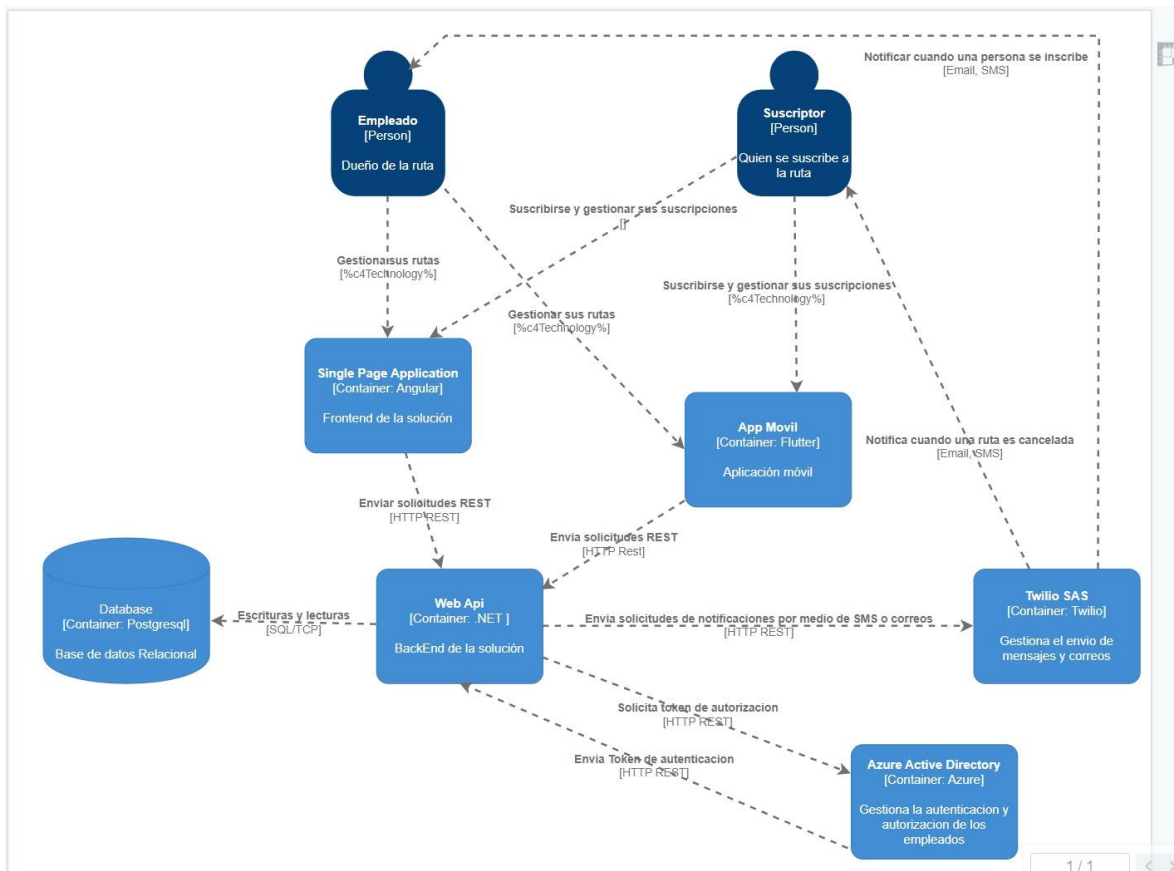 Notificar cuando una persona se inscribe
[Email, SMS]
Empleado
[Person]
Dueño de la ruta
Suscriptor
[Person]
Quien se suscribe a
la ruta
Suscribirse y gestionar sus suscripciones
[]
Gestiona sus rutas
[%c4Technology%]
Suscribirse y gestionar sus suscripciones
[%c4Technology%]
Gestionar sus rutas
[%c4Technology%]
Single Page Application
[Container: Angular]
Frontend de la solución
App Movil
[Container: Flutter]
Aplicación móvil
Notifica cuando una ruta es cancelada
[Email, SMS]
Enviar solicitudes REST
[HTTP REST]
Envia solicitudes REST
[HTTP Rest]
Database
[Container: Postgresql]
Base de datos Relacional
Escrituras y lecturas
[SQL/TCP]
Web Api
[Container: .NET ]
BackEnd de la solución
Envia solicitudes de notificaciones por medio de SMS o correos
[HTTP REST]
Twilio SAS
[Container: Twilio]
Gestiona el envio de
mensajes y correos
Solicita token de autorizacion
[HTTP REST]
Envia Token de autenticacion
[HTTP REST]
Azure Active Directory
[Container: Azure]
Gestiona la autenticacion y
autorizacion de los
empleados
1 / 1